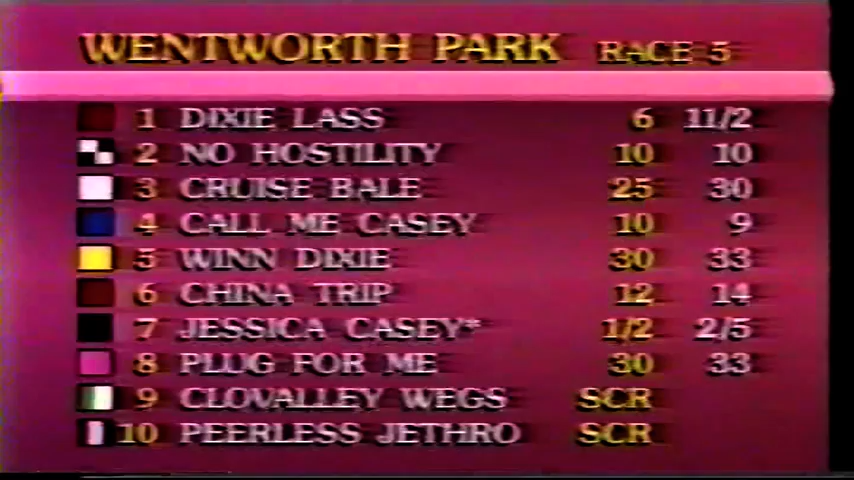 WENTWORTH PARK RACE 5
1 DIXIE LASS 6 11/2
2 NO HOSTILITY 10 10
3 CRUISE BALE 25 30
4 CALL ME CASEY 10 9
5 WINN DIXIE 30 33
6 CHINA TRIP 12 14
7 JESSICA CASEY* 1/2 2/5
8 PLUG FOR ME 30 33
9 CLOVALLEY WEGS SCR
10 PEERLESS JETHRO SCR